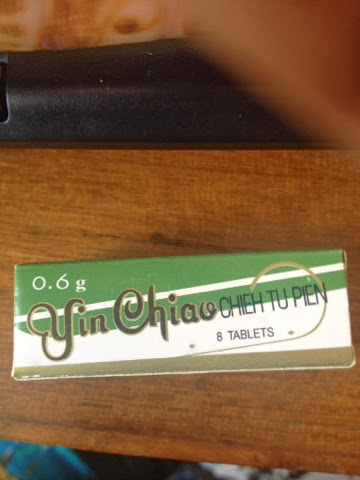 0.6 g
Yin Chiao CHIEH TU PIEN
8 TABLETS